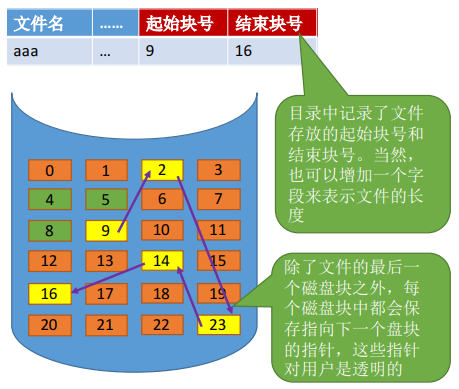 文件名 …… 起始块号 结束块号
aaa … 9 16
目录中记录了文件
存放的起始块号和
结束块号。当然，
也可以增加一个字
段来表示文件的长
度
0 1 2 3
4 5 6 7
8 9 10 11
12 13 14 15
16 17 18 19
20 21 22 23
除了文件的最后一
个磁盘块之外，每
个磁盘块中都会保
存指向下一个盘块
的指针，这些指针
对用户是透明的